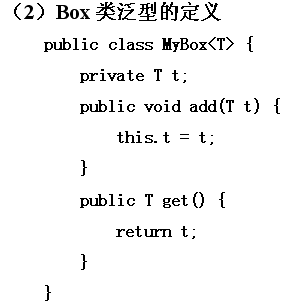 （2）Box 类泛型的定义
public class MyBox<T> {
    private T t;
    public void add(T t) {
        this.t = t;
    }
    public T get() {
        return t;
    }
}